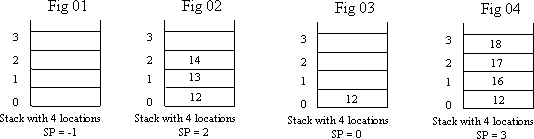 Fig 01
3
2
1
0
Stack with 4 locations
SP = -1
Fig 02
3
2 14
1 13
0 12
Stack with 4 locations
SP = 2
Fig 03
3
2
1
0 12
Stack with 4 locations
SP = 0
Fig 04
3 18
2 17
1 16
0 12
Stack with 4 locations
SP = 3